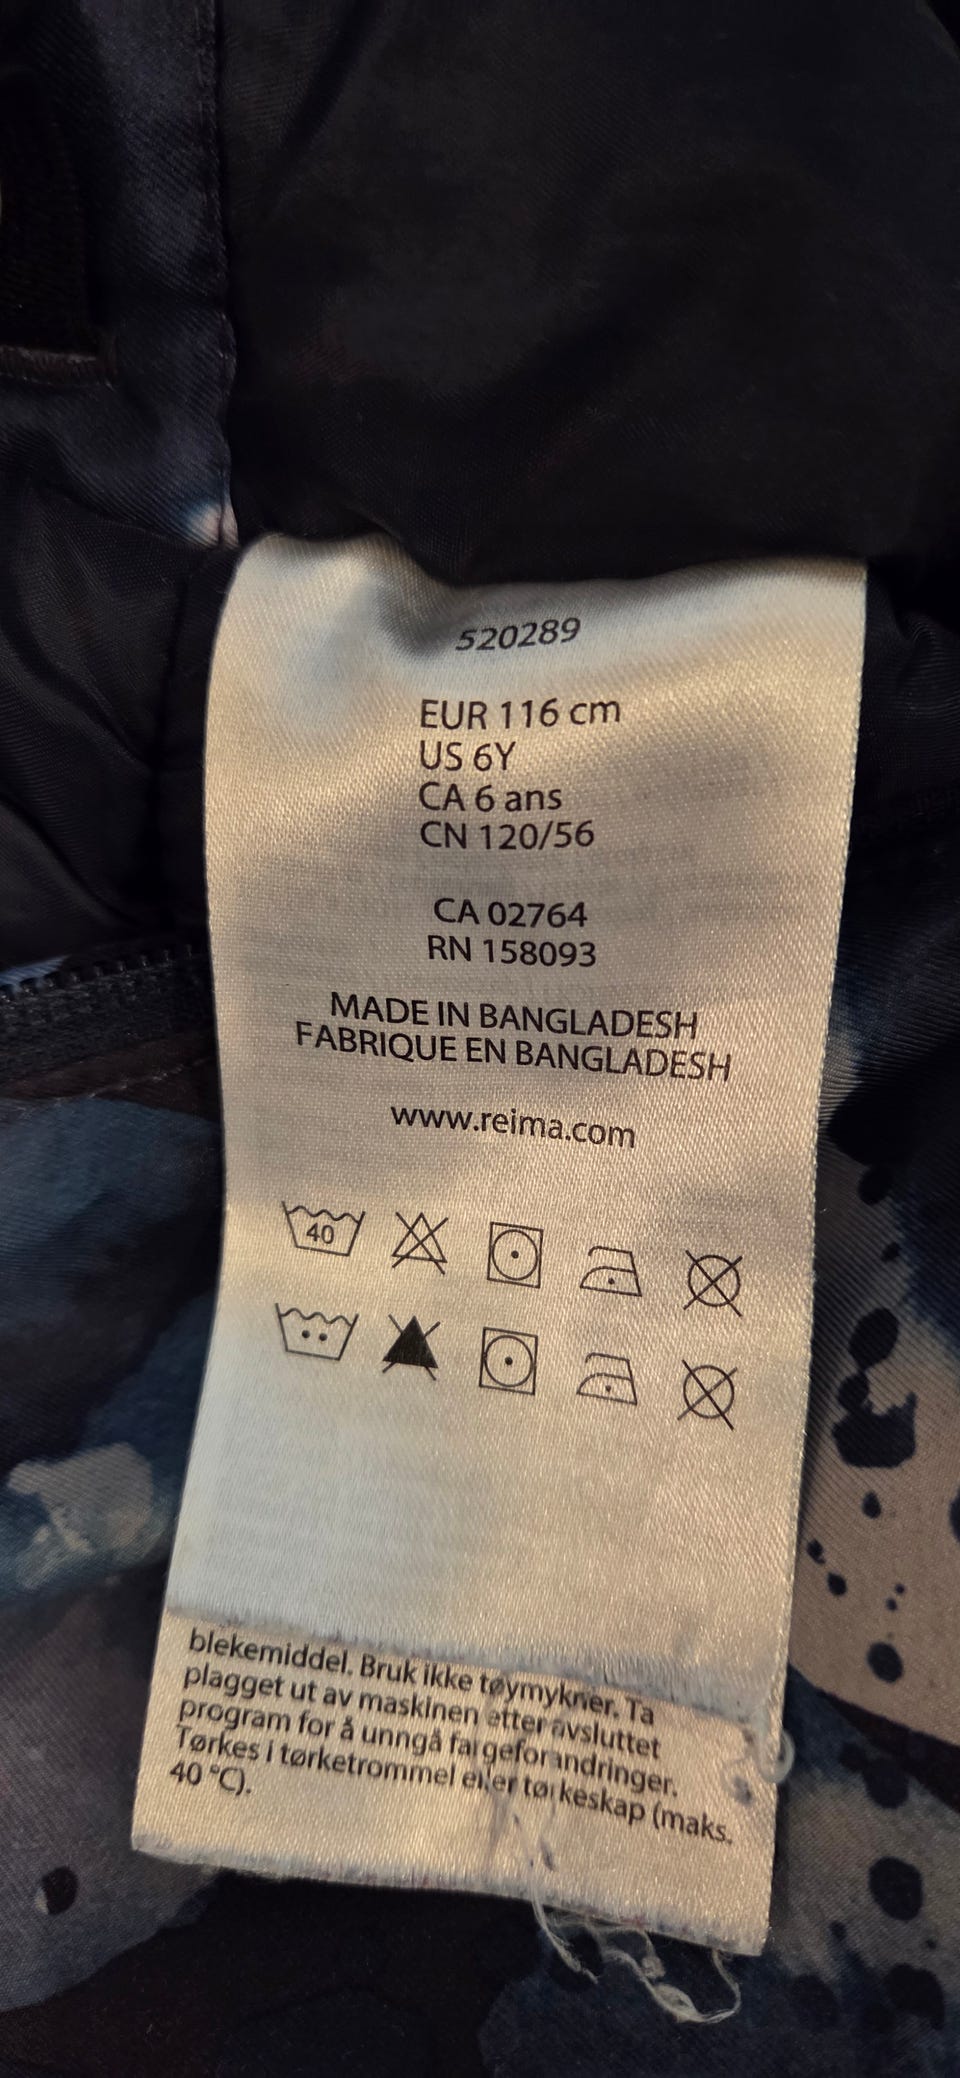 520289
EUR 116 cm
US 6Y
CA 6 ans
CN 120/56
CA 02764
RN 158093
MADE IN BANGLADESH
FABRIQUE EN BANGLADESH
www.reima.com
40
blekemiddel. Bruk ikke tøymykner. Ta
plagget ut av maskinen etter avsluttet
program for å unngå fargeforandringer.
Tørkes i tørketrommel eller tørkeskap (maks.
40 °C).